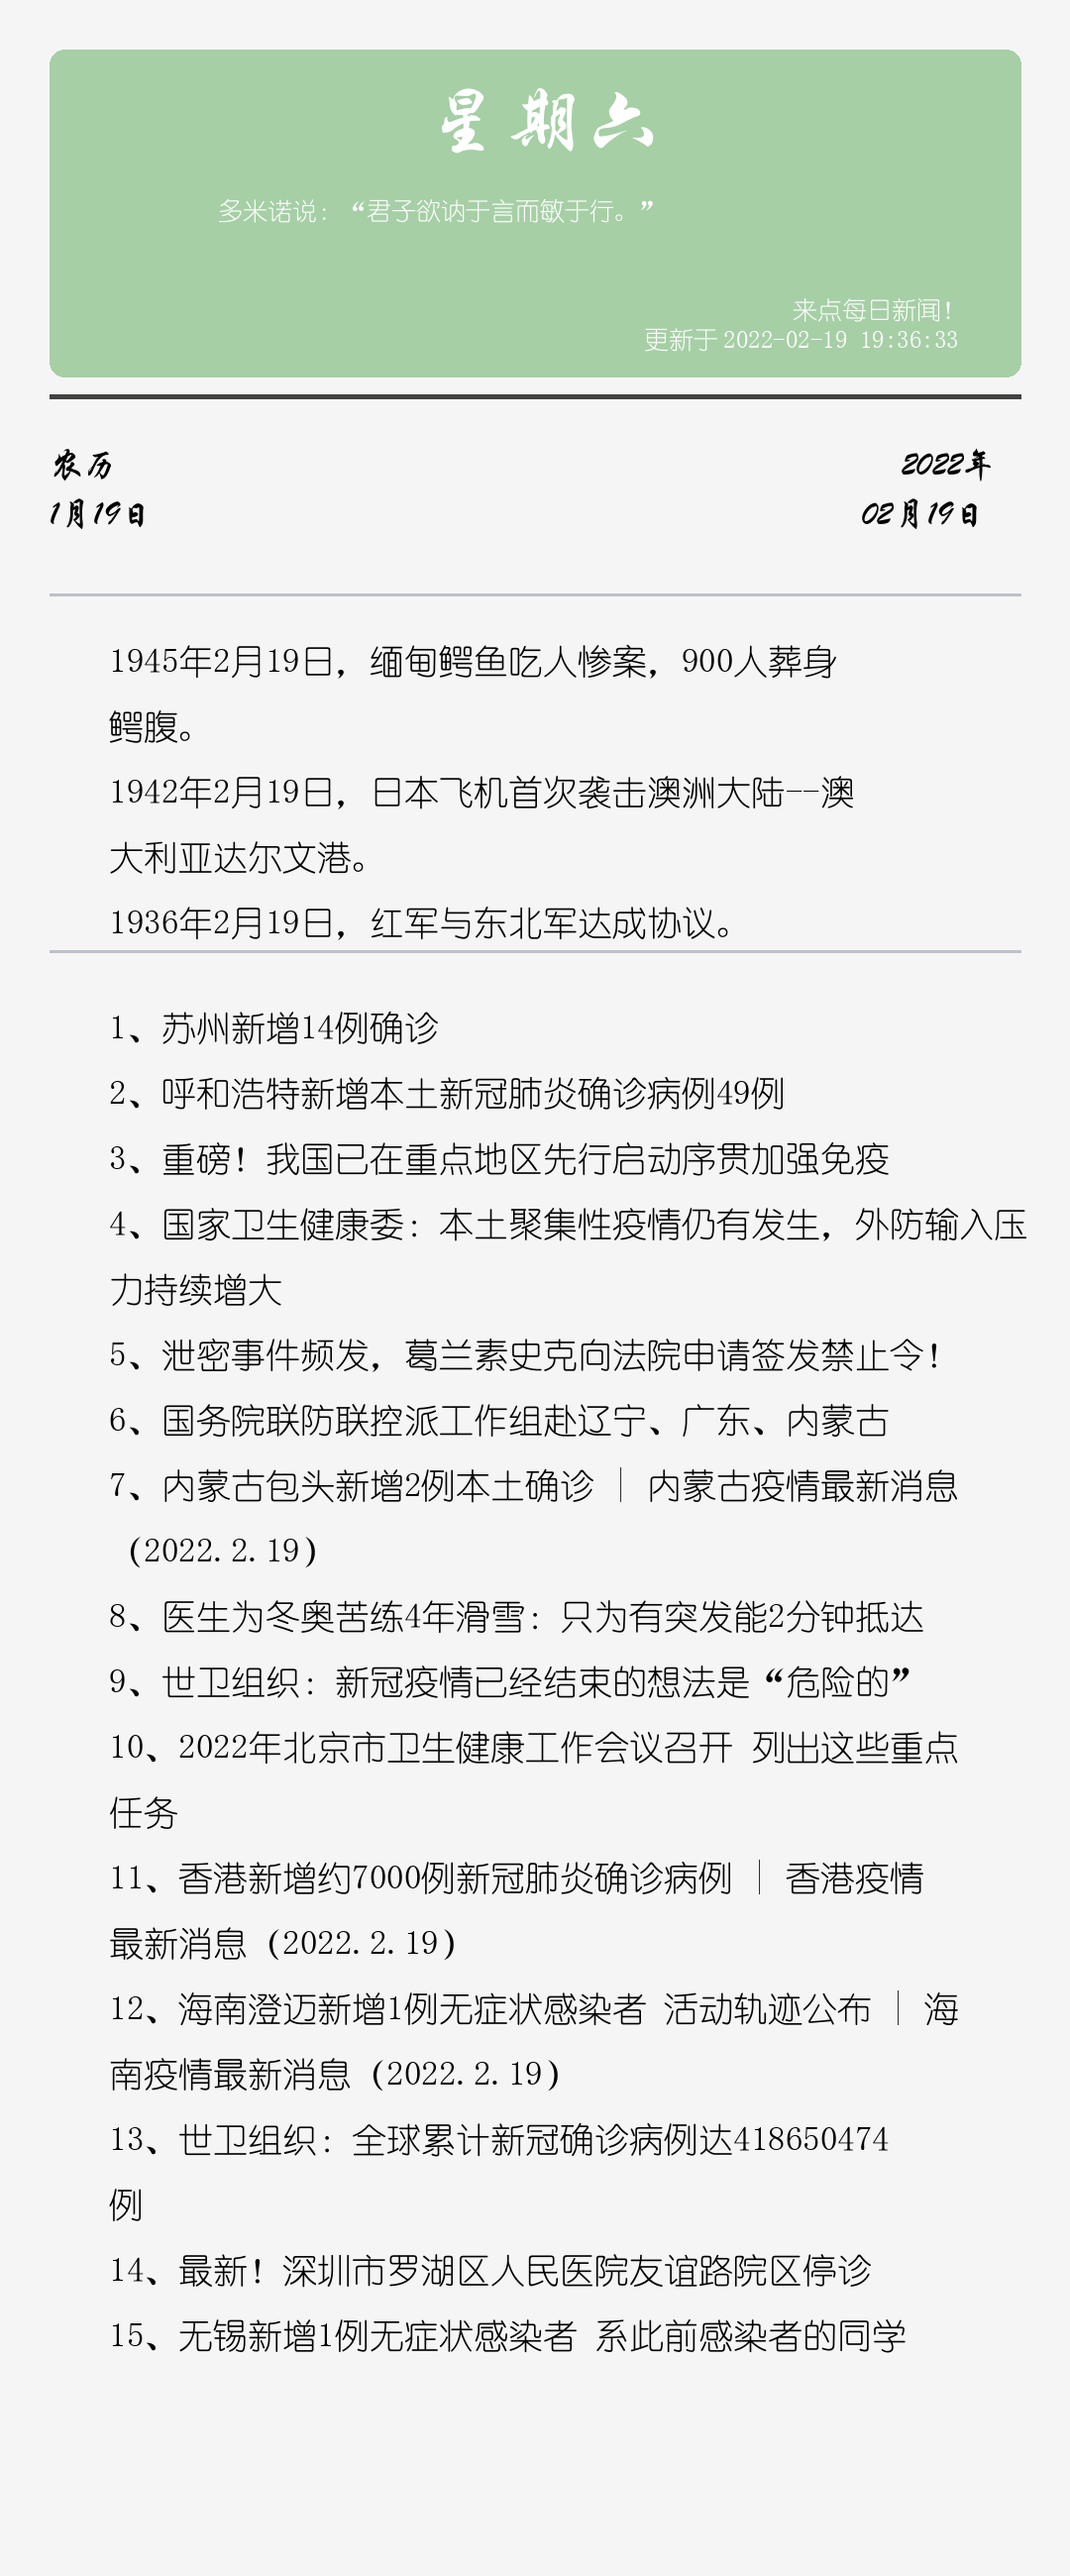 星期六
多米诺说：“君子欲讷于言而敏于行。”
来点每日新闻！
更新于 2022-02-19 19:36:33
农历
2022年
1月19日
02月19日
1945年2月19日，缅甸鳄鱼吃人惨案，900人葬身
鳄腹。
1942年2月19日，日本飞机首次袭击澳洲大陆--澳
大利亚达尔文港。
1936年2月19日，红军与东北军达成协议。
1、苏州新增14例确诊
2、呼和浩特新增本土新冠肺炎确诊病例49例
3、重磅！我国已在重点地区先行启动序贯加强免疫
4、国家卫生健康委：本土聚集性疫情仍有发生，外防输入压
力持续增大
5、泄密事件频发，葛兰素史克向法院申请签发禁止令！
6、国务院联防联控派工作组赴辽宁、广东、内蒙古
7、内蒙古包头新增2例本土确诊 | 内蒙古疫情最新消息
（2022.2.19）
8、医生为冬奥苦练4年滑雪：只为有突发能2分钟抵达
9、世卫组织：新冠疫情已经结束的想法是“危险的”
10、2022年北京市卫生健康工作会议召开 列出这些重点
任务
11、香港新增约7000例新冠肺炎确诊病例 | 香港疫情
最新消息（2022.2.19）
12、海南澄迈新增1例无症状感染者 活动轨迹公布 | 海
南疫情最新消息（2022.2.19）
13、世卫组织：全球累计新冠确诊病例达418650474
例
14、最新！深圳市罗湖区人民医院友谊路院区停诊
15、无锡新增1例无症状感染者 系此前感染者的同学